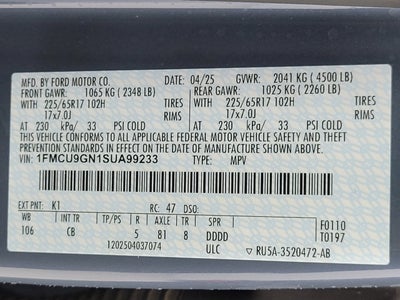 MFD. BY FORD MOTOR CO. 04/25 GVWR: 2041 KG ( 4500 LB)
FRONT GAWR: 1065 KG ( 2348 LB) REAR GAWR: 1025 KG ( 2260 LB)
WITH 225/65R17 102H TIRES WITH 225/65R17 102H TIRES
17x7.0J RIMS 17x7.0J RIMS
AT 230 kPa/ 33 PSI COLD AT 230 kPa/ 33 PSI COLD
THIS VEHICLE CONFORMS TO ALL APPLICABLE FEDERAL MOTOR VEHICLE SAFETY AND THEFT
PREVENTION STANDARDS IN EFFECT ON THE DATE OF MANUFACTURE SHOWN ABOVE.
VIN: 1FMCU9GN1SUA99233 TYPE: MPV
EXT PNT: K1 RC: 47 DSO: F0110
WB INT TR TP/PS R AXLE TR SPR T0197
106 CB 5 81 8 DDDD
1202504037074 ULC RU5A-3520472-AB